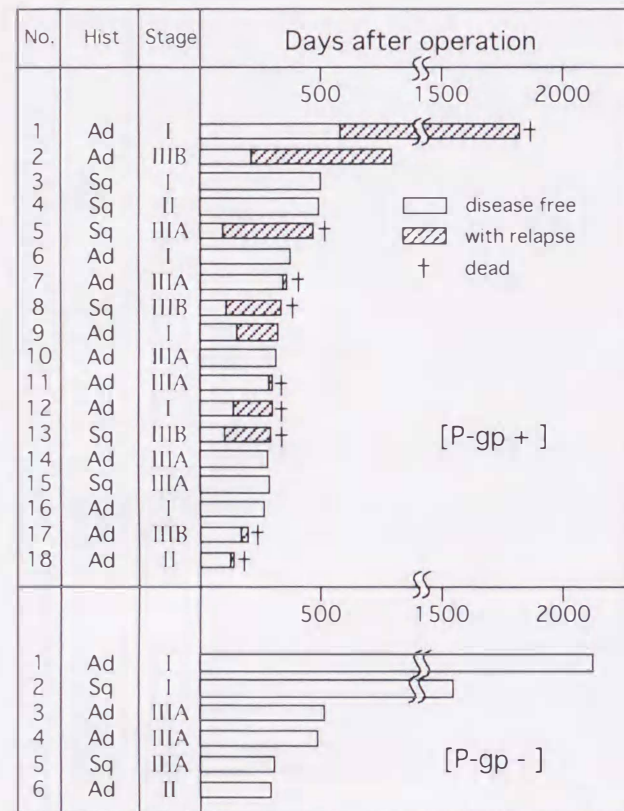 No. Hist Stage Days after operation
500 1500 2000
1 Ad I †
2 Ad IIIB
3 Sq I
4 Sq II disease free
5 Sq IIIA † with relapse
6 Ad I
7 Ad IIIA † † dead
8 Sq IIIB †
9 Ad I
10 Ad IIIA
11 Ad IIIA †
12 Ad I †
13 Sq IIIB † [P-gp + ]
14 Ad IIIA
15 Sq IIIA
16 Ad I
17 Ad IIIB †
18 Ad II †
500 1500 2000
1 Ad I
2 Sq I
3 Ad IIIA
4 Ad IIIA
5 Sq IIIA [P-gp - ]
6 Ad II